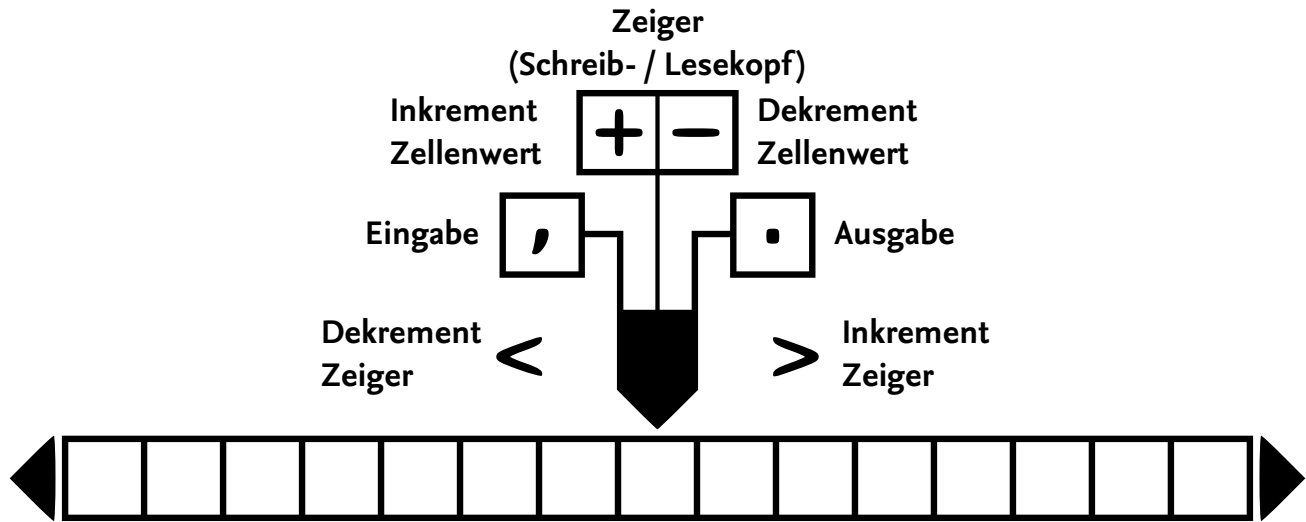 Zeiger
(Schreib- / Lesekopf)
Inkrement
Zellenwert
+
−
Dekrement
Zellenwert
Eingabe
,
.
Ausgabe
Dekrement
Zeiger
<
>
Inkrement
Zeiger